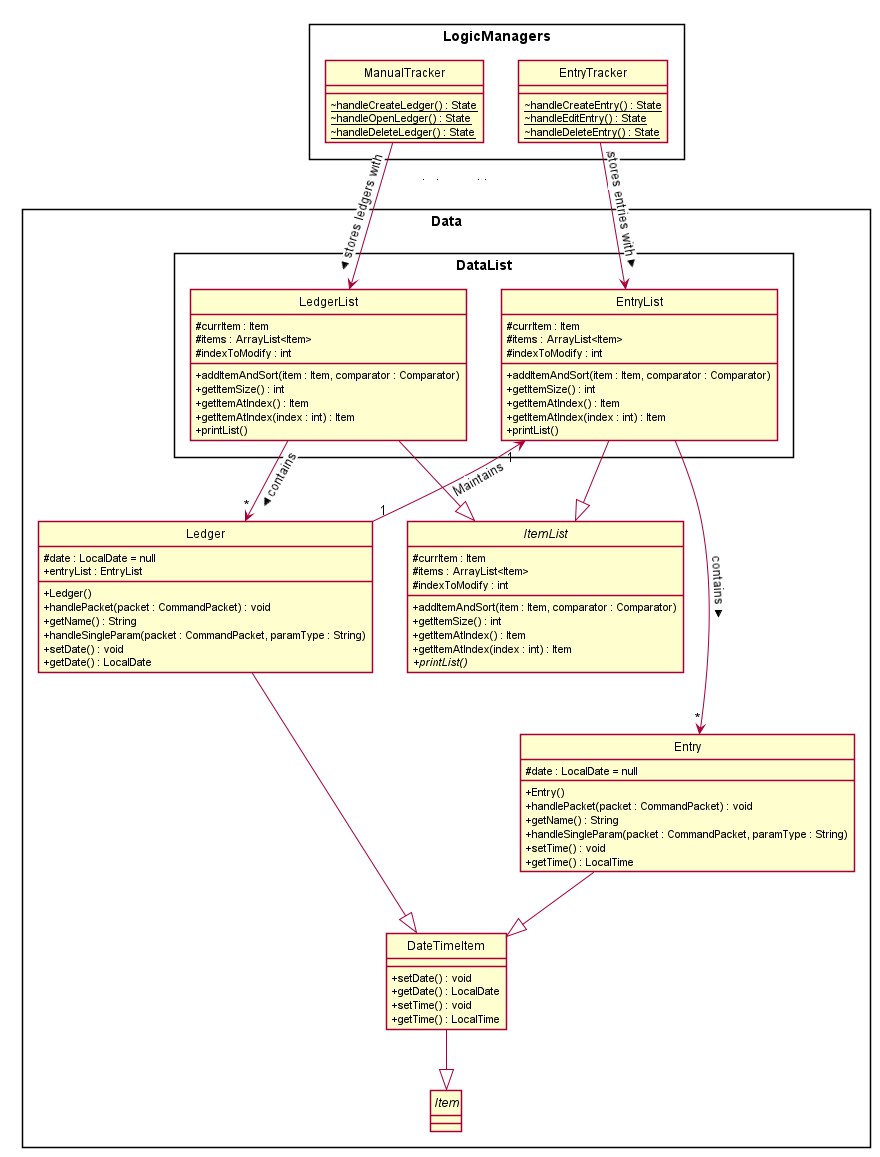 LogicManagers
ManualTracker
~handleCreateLedger() : State
~handleOpenLedger() : State
~handleDeleteLedger() : State
EntryTracker
~handleCreateEntry() : State
~handleEditEntry() : State
~handleDeleteEntry() : State
stores ledgers with
stores entries with
Data
DataList
LedgerList
#currItem : Item
#items : ArrayList<Item>
#indexToModify : int
+addItemAndSort(item : Item, comparator : Comparator)
+getItemSize() : int
+getItemAtIndex() : Item
+getItemAtIndex(index : int) : Item
+printList()
EntryList
#currItem : Item
#items : ArrayList<Item>
#indexToModify : int
+addItemAndSort(item : Item, comparator : Comparator)
+getItemSize() : int
+getItemAtIndex() : Item
+getItemAtIndex(index : int) : Item
+printList()
contains
*
1
Maintains
1
Ledger
#date : LocalDate = null
+entryList : EntryList
+Ledger()
+handlePacket(packet : CommandPacket) : void
+getName() : String
+handleSingleParam(packet : CommandPacket, paramType : String)
+setDate() : void
+getDate() : LocalDate
ItemList
#currItem : Item
#items : ArrayList<Item>
#indexToModify : int
+addItemAndSort(item : Item, comparator : Comparator)
+getItemSize() : int
+getItemAtIndex() : Item
+getItemAtIndex(index : int) : Item
+printList()
contains
*
Entry
#date : LocalDate = null
+Entry()
+handlePacket(packet : CommandPacket) : void
+getName() : String
+handleSingleParam(packet : CommandPacket, paramType : String)
+setTime() : void
+getTime() : LocalTime
DateTimeItem
+setDate() : void
+getDate() : LocalDate
+setTime() : void
+getTime() : LocalTime
Item